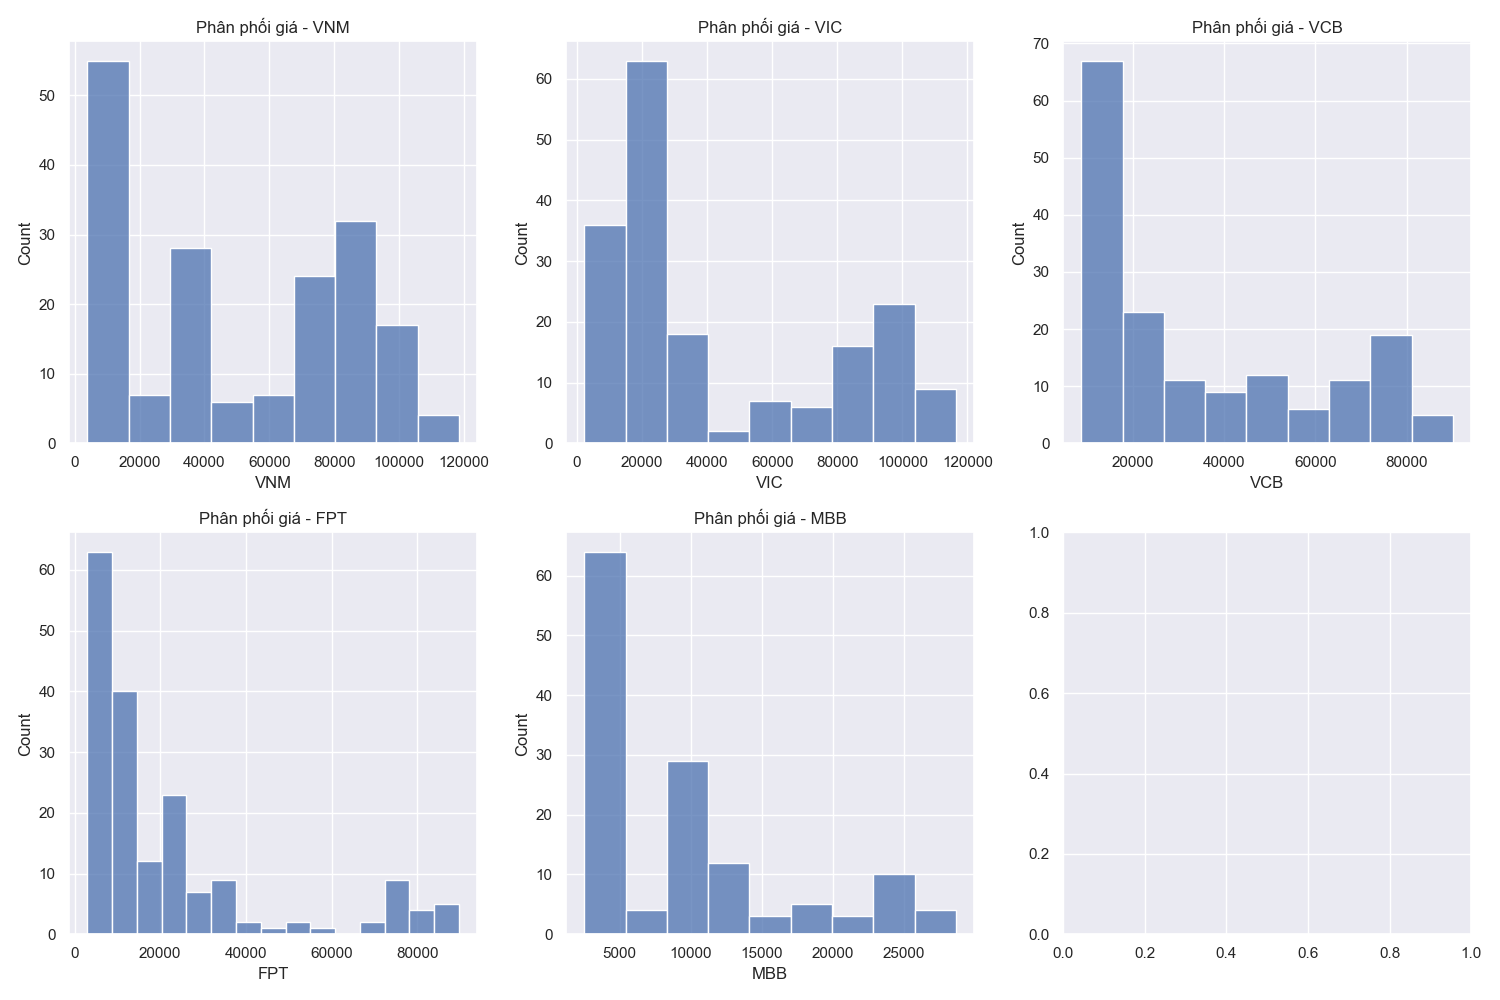 Phân phối giá - VNM
50
40
30
20
10
0
Count
0 20000 40000 60000 80000 100000 120000
VNM
Phân phối giá - VIC
60
50
40
30
20
10
0
Count
0 20000 40000 60000 80000 100000 120000
VIC
Phân phối giá - VCB
70
60
50
40
30
20
10
0
Count
20000 40000 60000 80000
VCB
Phân phối giá - FPT
60
50
40
30
20
10
0
Count
0 20000 40000 60000 80000
FPT
Phân phối giá - MBB
60
50
40
30
20
10
0
Count
5000 10000 15000 20000 25000
MBB
1.0
0.8
0.6
0.4
0.2
0.0
0.0 0.2 0.4 0.6 0.8 1.0